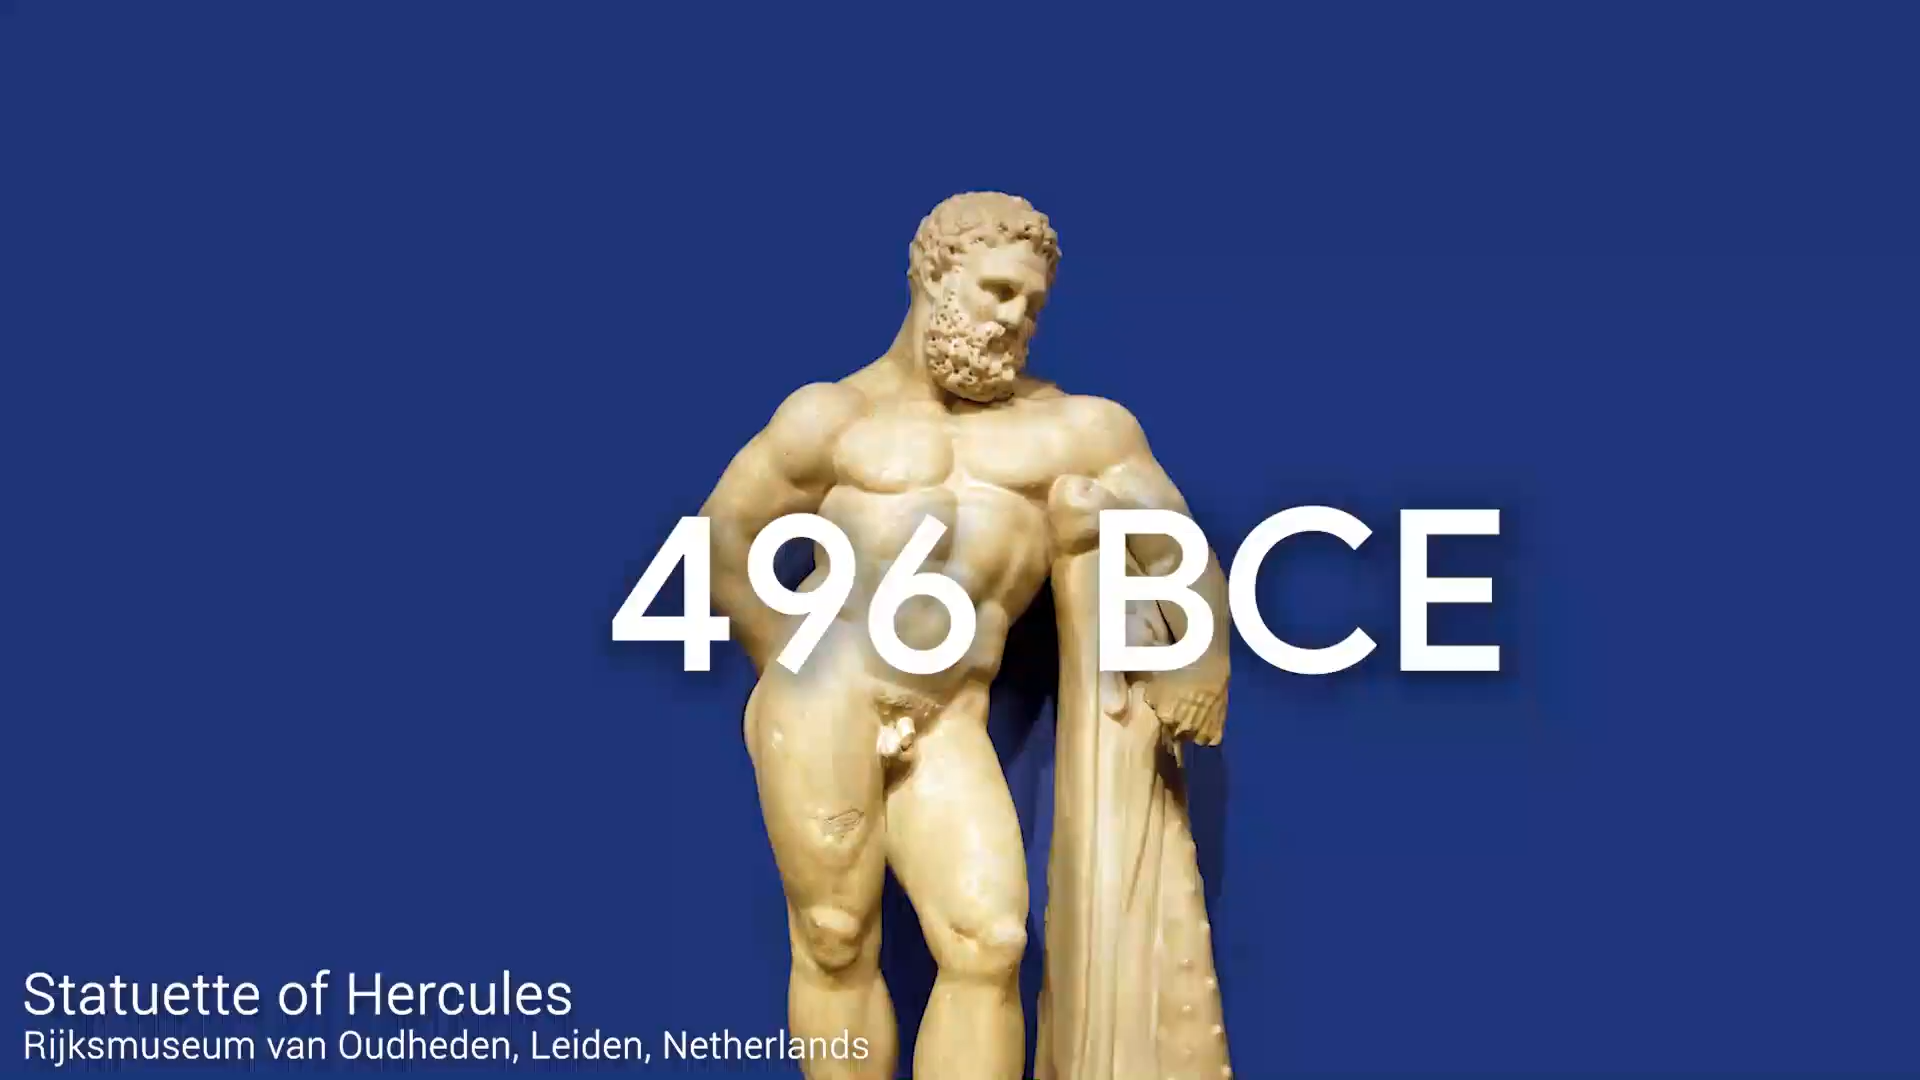 496 BCE
Statuette of Hercules
Rijksmuseum van Oudheden, Leiden, Netherlands